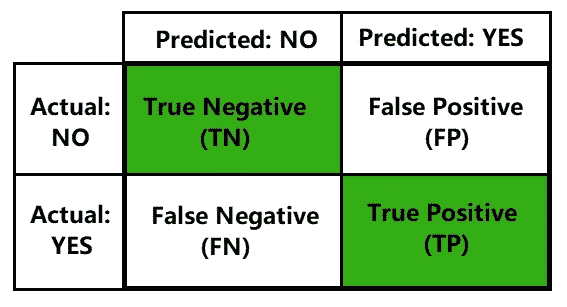 Predicted: NO
Predicted: YES
Actual:
NO
True Negative
(TN)
False Positive
(FP)
Actual:
YES
False Negative
(FN)
True Positive
(TP)